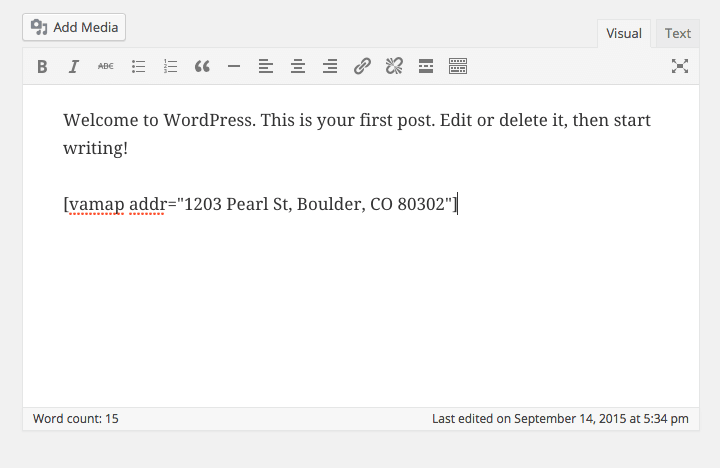 Add Media
Visual
Text
B I ABC
Welcome to WordPress. This is your first post. Edit or delete it, then start
writing!
[vamap addr="1203 Pearl St, Boulder, CO 80302"]
Word count: 15
Last edited on September 14, 2015 at 5:34 pm